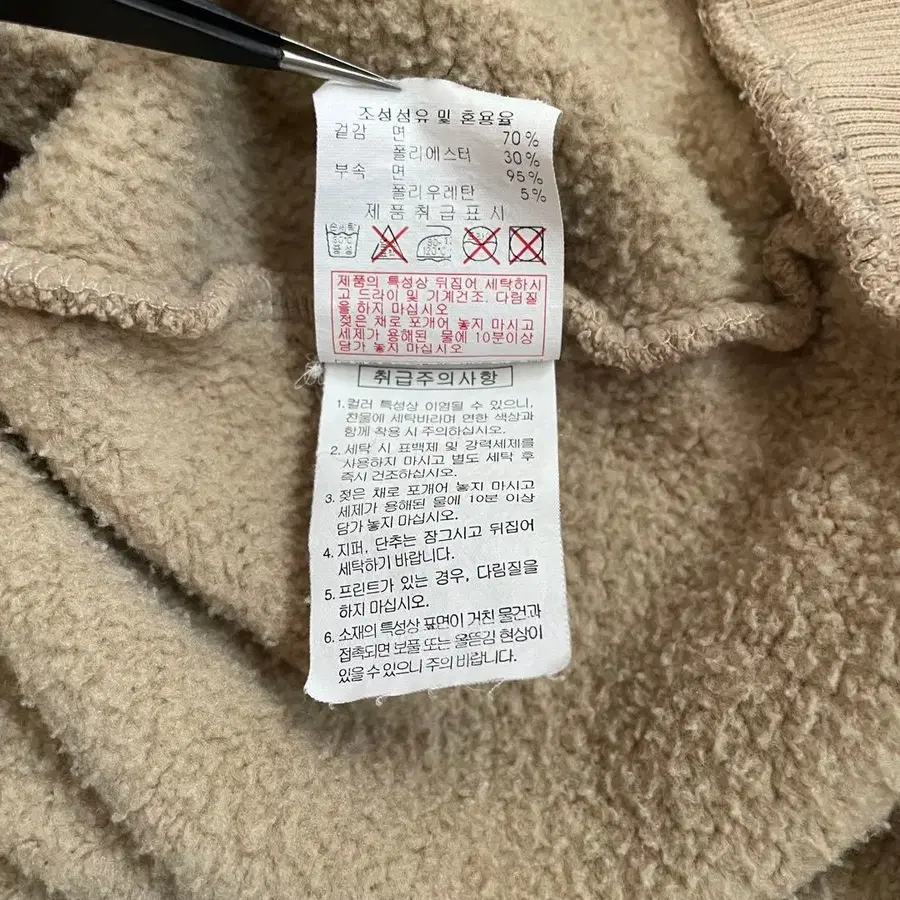 조성섬유 및 혼용율
겉감 면 70%
폴리에스터 30%
부속 면 95%
폴리우레탄 5%
제품취급표시
손세탁
30℃
중성
120℃
제품의 특성상 뒤집어 세탁하시
고 드라이 및 기계건조. 다림질
을 하지 마십시오
젖은 채로 포개어 놓지 마시고
세제가 용해된 물에 10분이상
담가 놓지 마십시오
취급주의사항
1. 컬러 특성상 이염될 수 있으니,
찬물에 세탁바라며 연한 색상과
함께 착용 시 주의하십시오.
2. 세탁 시 표백제 및 강력세제를
사용하지 마시고 별도 세탁 후
즉시 건조하십시오.
3. 젖은 채로 포개어 놓지 마시고
세제가 용해된 물에 10분 이상
담가 놓지 마십시오.
4. 지퍼, 단추는 잠그시고 뒤집어
세탁하기 바랍니다.
5. 프린트가 있는 경우, 다림질을
하지 마십시오.
6. 소재의 특성상 표면이 거친 물건과
접촉되면 보풀 또는 올뜯김 현상이
있을 수 있으니 주의 바랍니다.